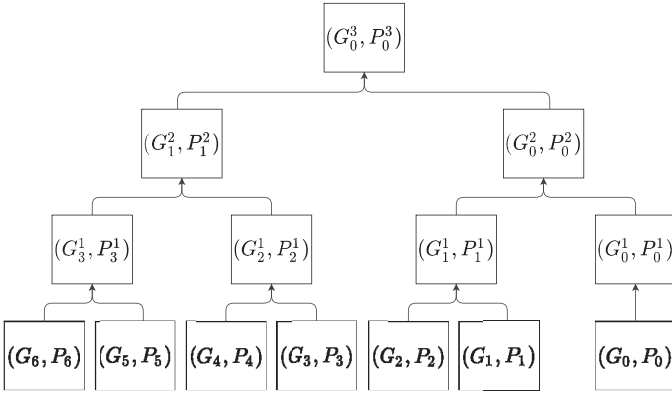 (G_0^3, P_0^3)
(G_1^2, P_1^2) (G_0^2, P_0^2)
(G_3^1, P_3^1) (G_2^1, P_2^1) (G_1^1, P_1^1) (G_0^1, P_0^1)
(G_6, P_6) (G_5, P_5) (G_4, P_4) (G_3, P_3) (G_2, P_2) (G_1, P_1) (G_0, P_0)